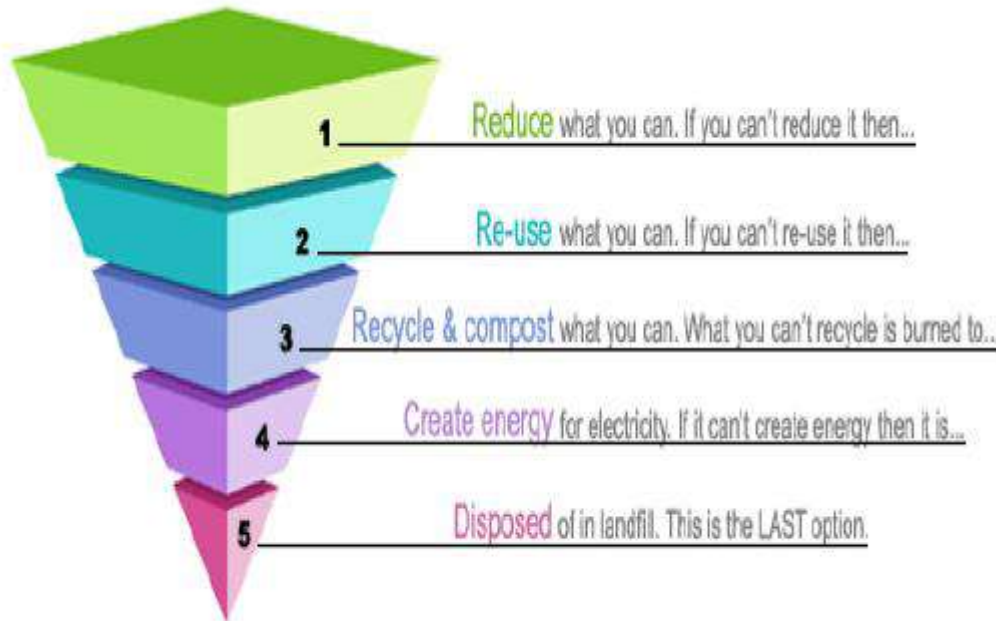 1 Reduce what you can. If you can't reduce it then...
2 Re-use what you can. If you can't re-use it then...
3 Recycle & compost what you can. What you can't recycle is burned to...
4 Create energy for electricity. If it can't create energy then it is...
5 Disposed of in landfill. This is the LAST option.